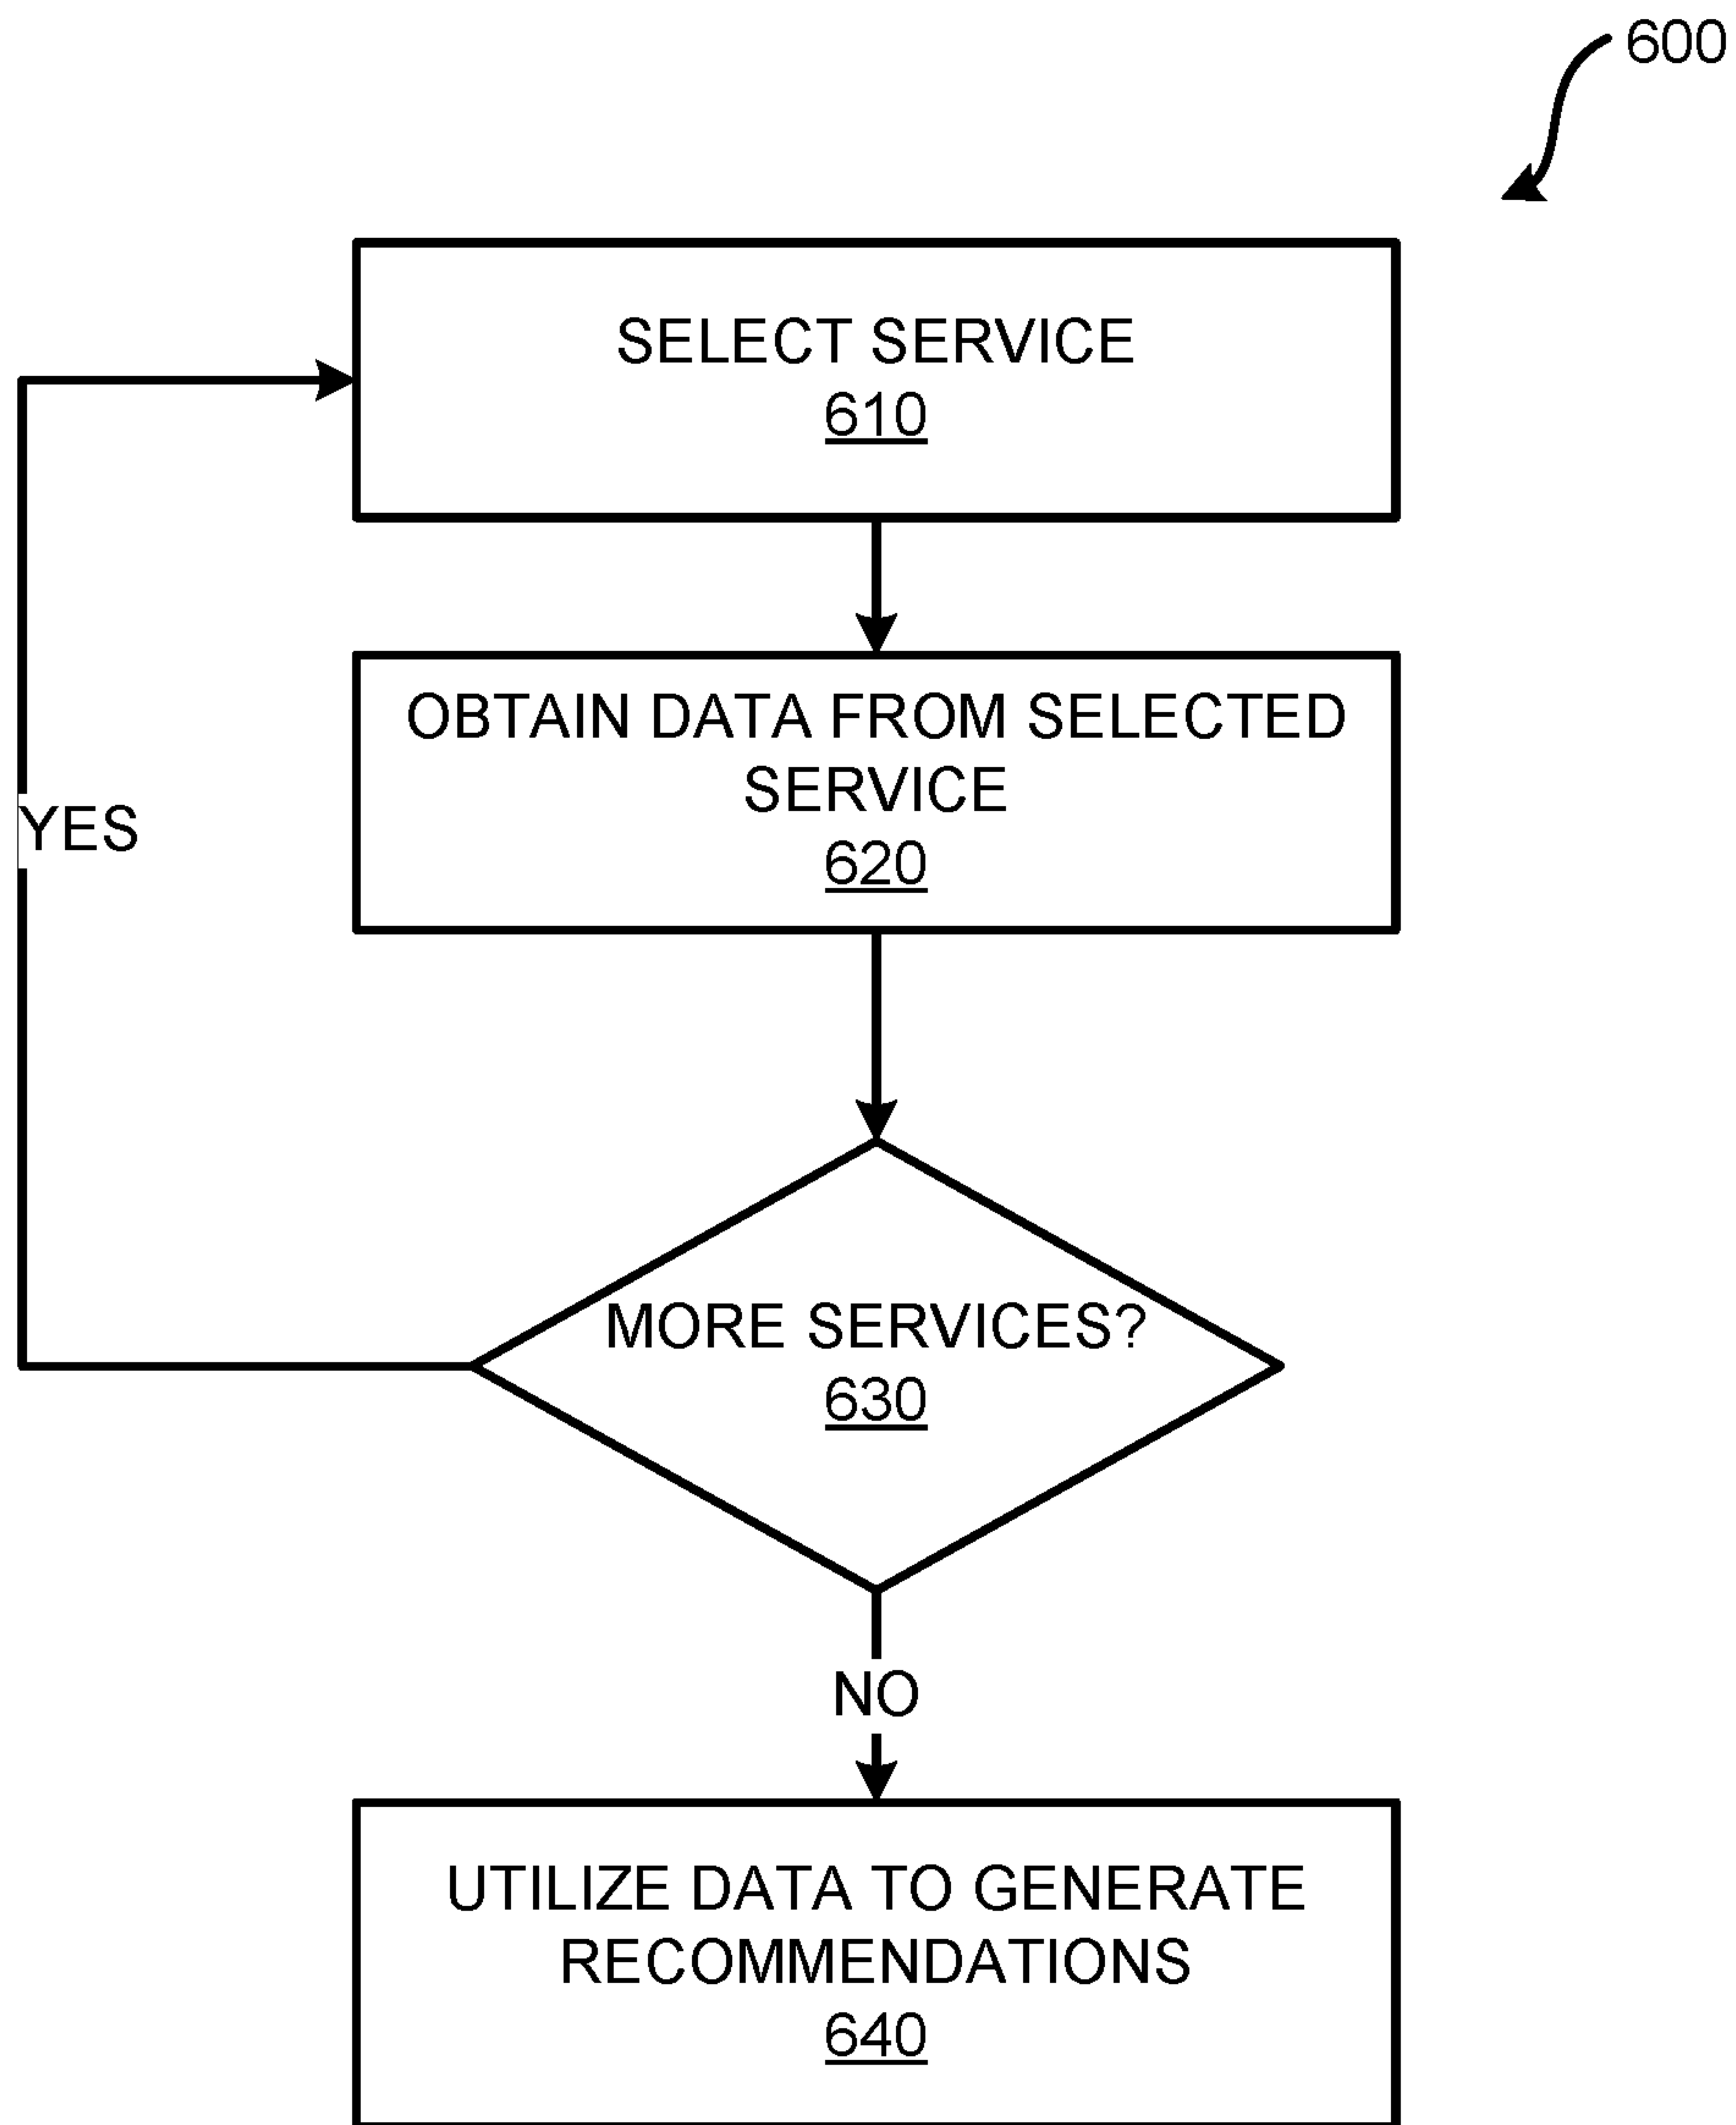 600
SELECT SERVICE
610
OBTAIN DATA FROM SELECTED
SERVICE
620
YES
MORE SERVICES?
630
NO
UTILIZE DATA TO GENERATE
RECOMMENDATIONS
640